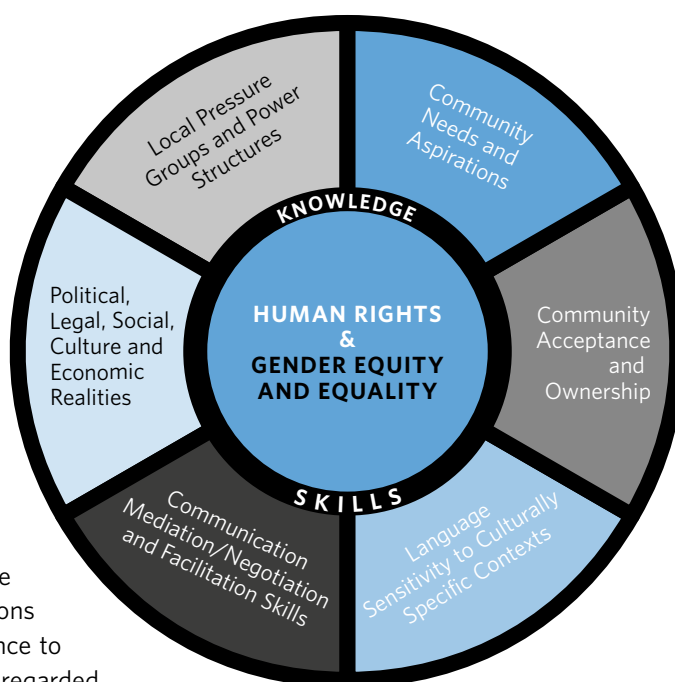 Local Pressure
Groups and Power
Structures
Community
Needs and
Aspirations
KNOWLEDGE
Political,
Legal, Social,
Culture and
Economic
Realities
HUMAN RIGHTS
&
GENDER EQUITY
AND EQUALITY
Community
Acceptance
and
Ownership
SKILLS
Communication
Mediation/Negotiation
and Facilitation Skills
Language
Sensitivity to Culturally
Specific Contexts
to
regarded